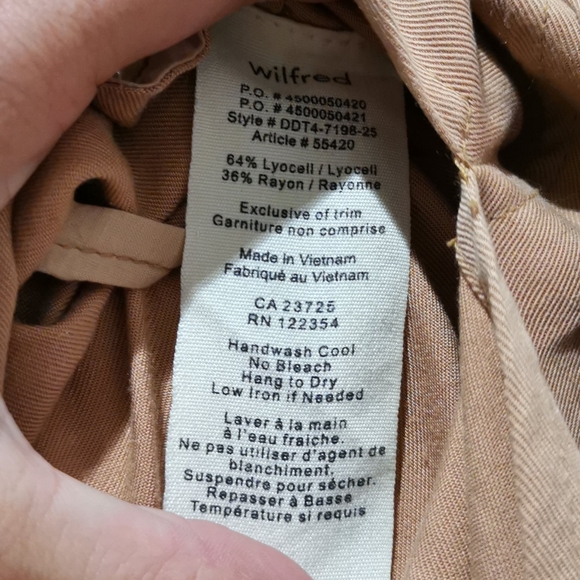 Wilfred
P.O. # 4500050420
P.O. # 4500050421
Style # DDT4-7198-25
Article # 55420
64% Lyocell / Lyocell
36% Rayon / Rayonne
Exclusive of trim
Garniture non comprise
Made in Vietnam
Fabriqué au Vietnam
CA 23725
RN 122354
Handwash Cool
No Bleach
Hang to Dry
Low Iron if Needed
Laver à la main
à l'eau fraiche.
Ne pas utiliser d'agent de
blanchiment.
Suspendre pour sécher.
Repasser à Basse
Température si requis